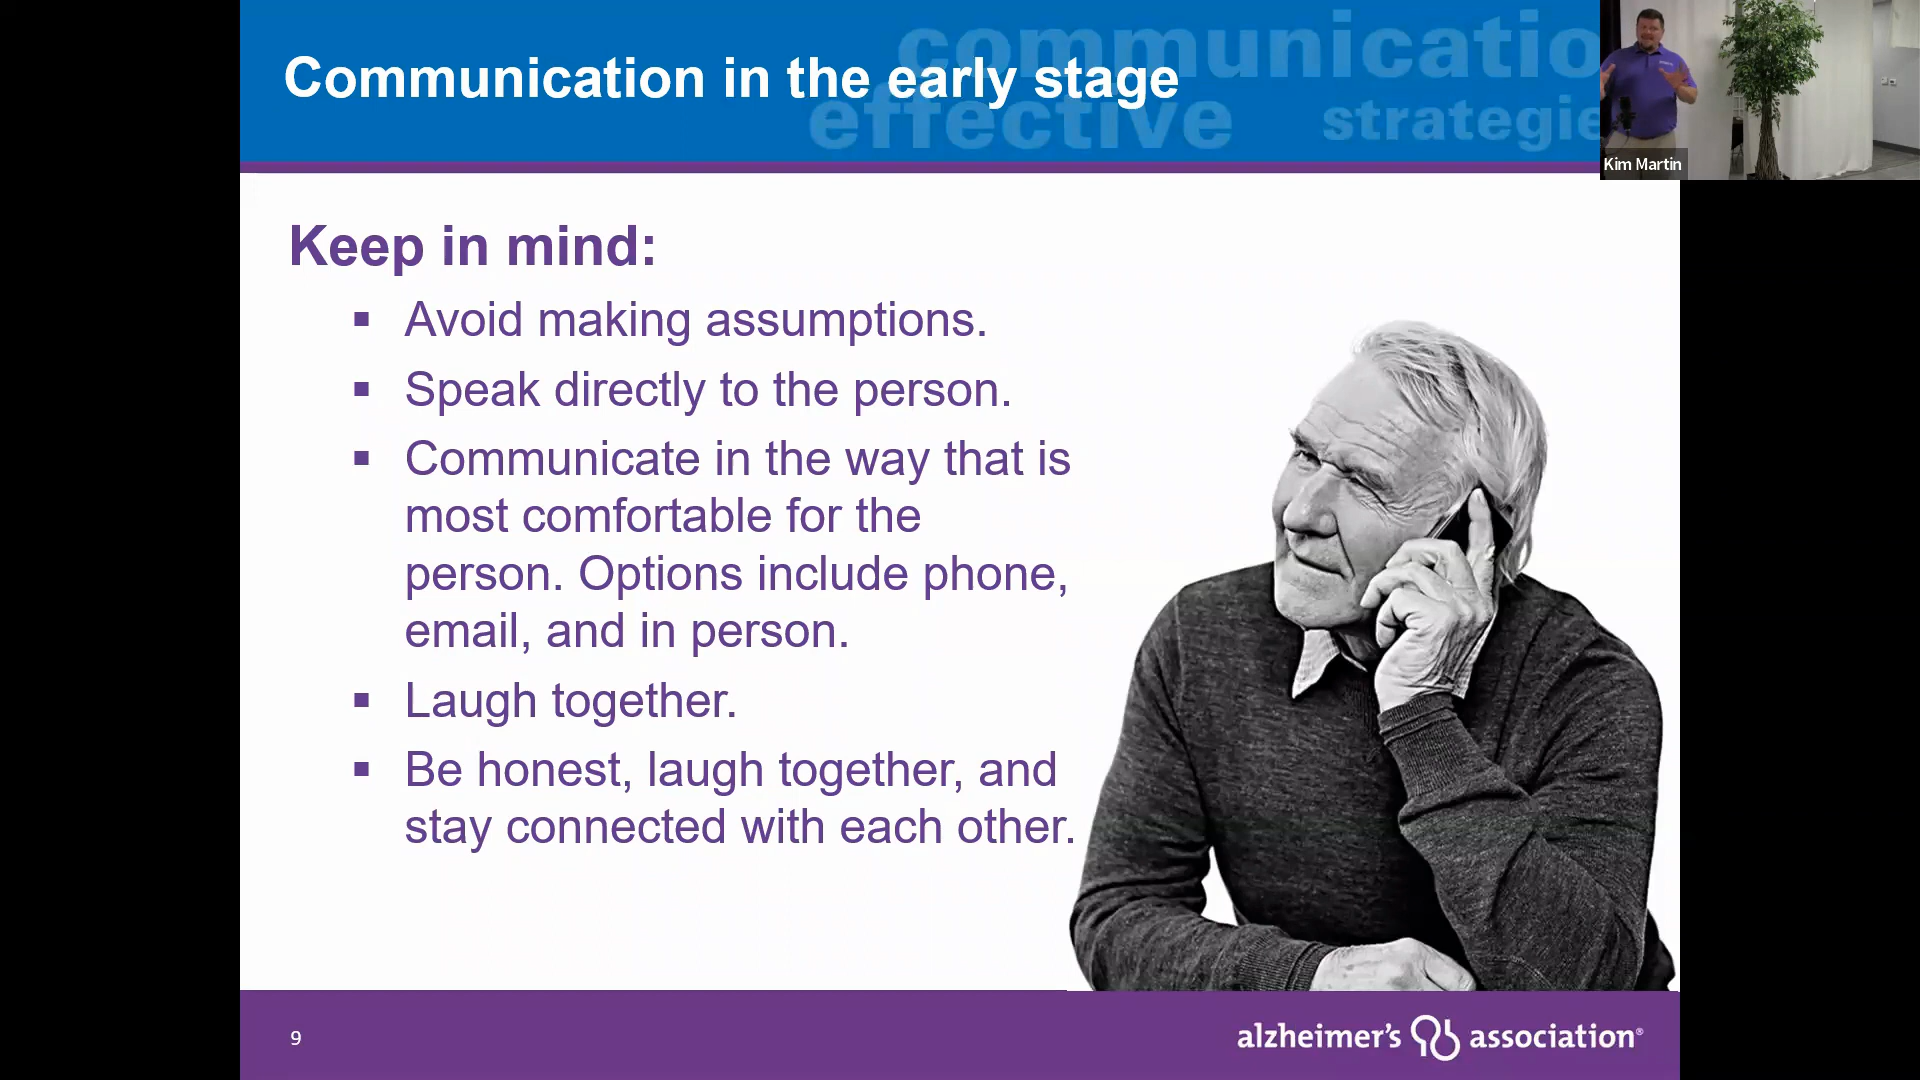 communicatio
Communication in the early stage
effective strategie
Kim Martin
Keep in mind:
▪ Avoid making assumptions.
▪ Speak directly to the person.
▪ Communicate in the way that is
most comfortable for the
person. Options include phone,
email, and in person.
▪ Laugh together.
▪ Be honest, laugh together, and
stay connected with each other.
9
alzheimer's association®